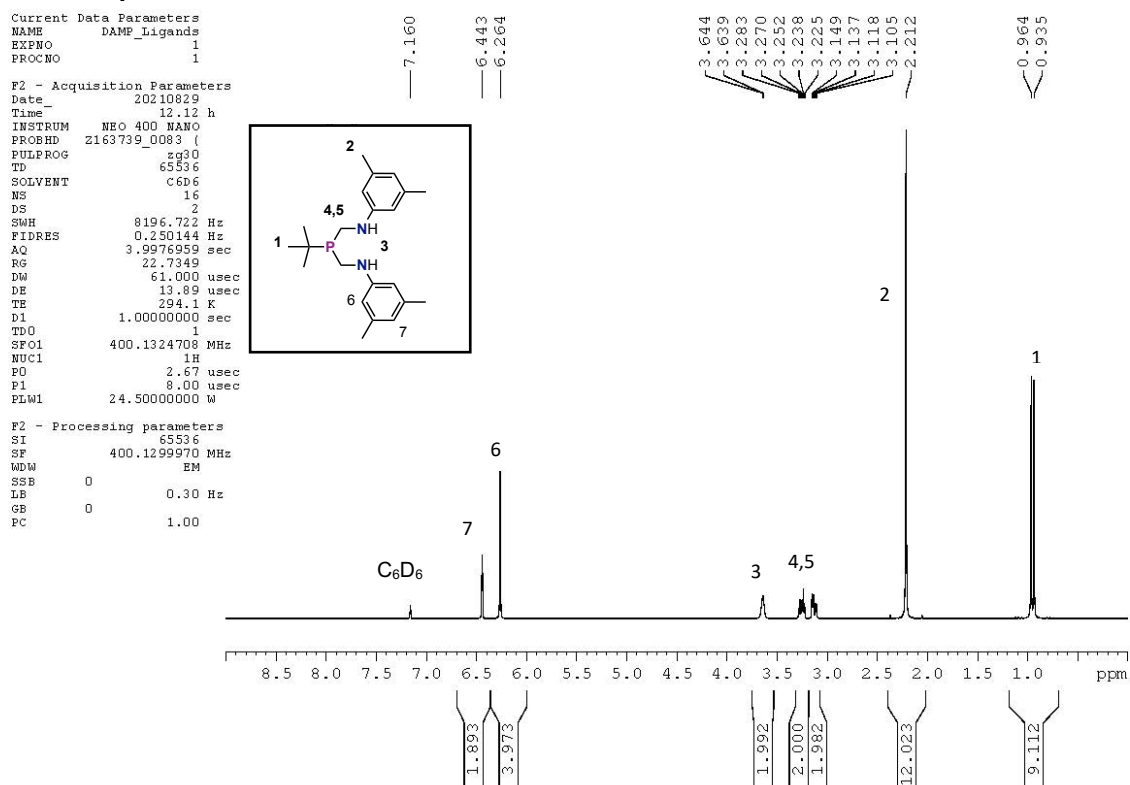 Current Data Parameters
NAME DAMP_Ligands
EXPNO 1
PROCNO 1
F2 - Acquisition Parameters
Date_ 20210829
Time 12.12 h
INSTRUM NEO 400 NANO
PROBHD Z163739_0083 (
PULPROG zg30
TD 65536
SOLVENT C6D6
NS 16
DS 2
SWH 8196.722 Hz
FIDRES 0.250144 Hz
AQ 3.9976959 sec
RG 22.7349
DW 61.000 usec
DE 13.89 usec
TE 294.1 K
D1 1.00000000 sec
TD0 1
SFO1 400.1324708 MHz
NUC1 1H
P0 2.67 usec
P1 8.00 usec
PLW1 24.50000000 W
F2 - Processing parameters
SI 65536
SF 400.1299970 MHz
WDW EM
SSB 0
LB 0.30 Hz
GB 0
PC 1.00
7.160
6.443
6.264
3.644
3.639
3.283
3.270
3.252
3.238
3.225
3.149
3.137
3.118
3.105
2.212
0.964
0.935
2
4,5
NH
1
P
3
NH
6
7
2
1
6
7
C₆D₆
3
4,5
8.5 8.0 7.5 7.0 6.5 6.0 5.5 5.0 4.5 4.0 3.5 3.0 2.5 2.0 1.5 1.0 ppm
1.893
3.973
1.992
2.000
1.982
12.023
9.112